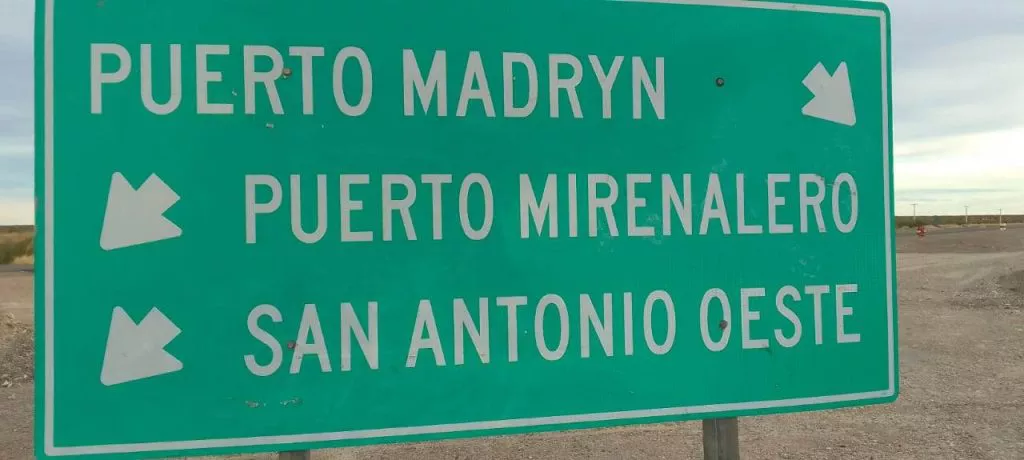 PUERTO MADRYN
PUERTO MIRENALERO
SAN ANTONIO OESTE